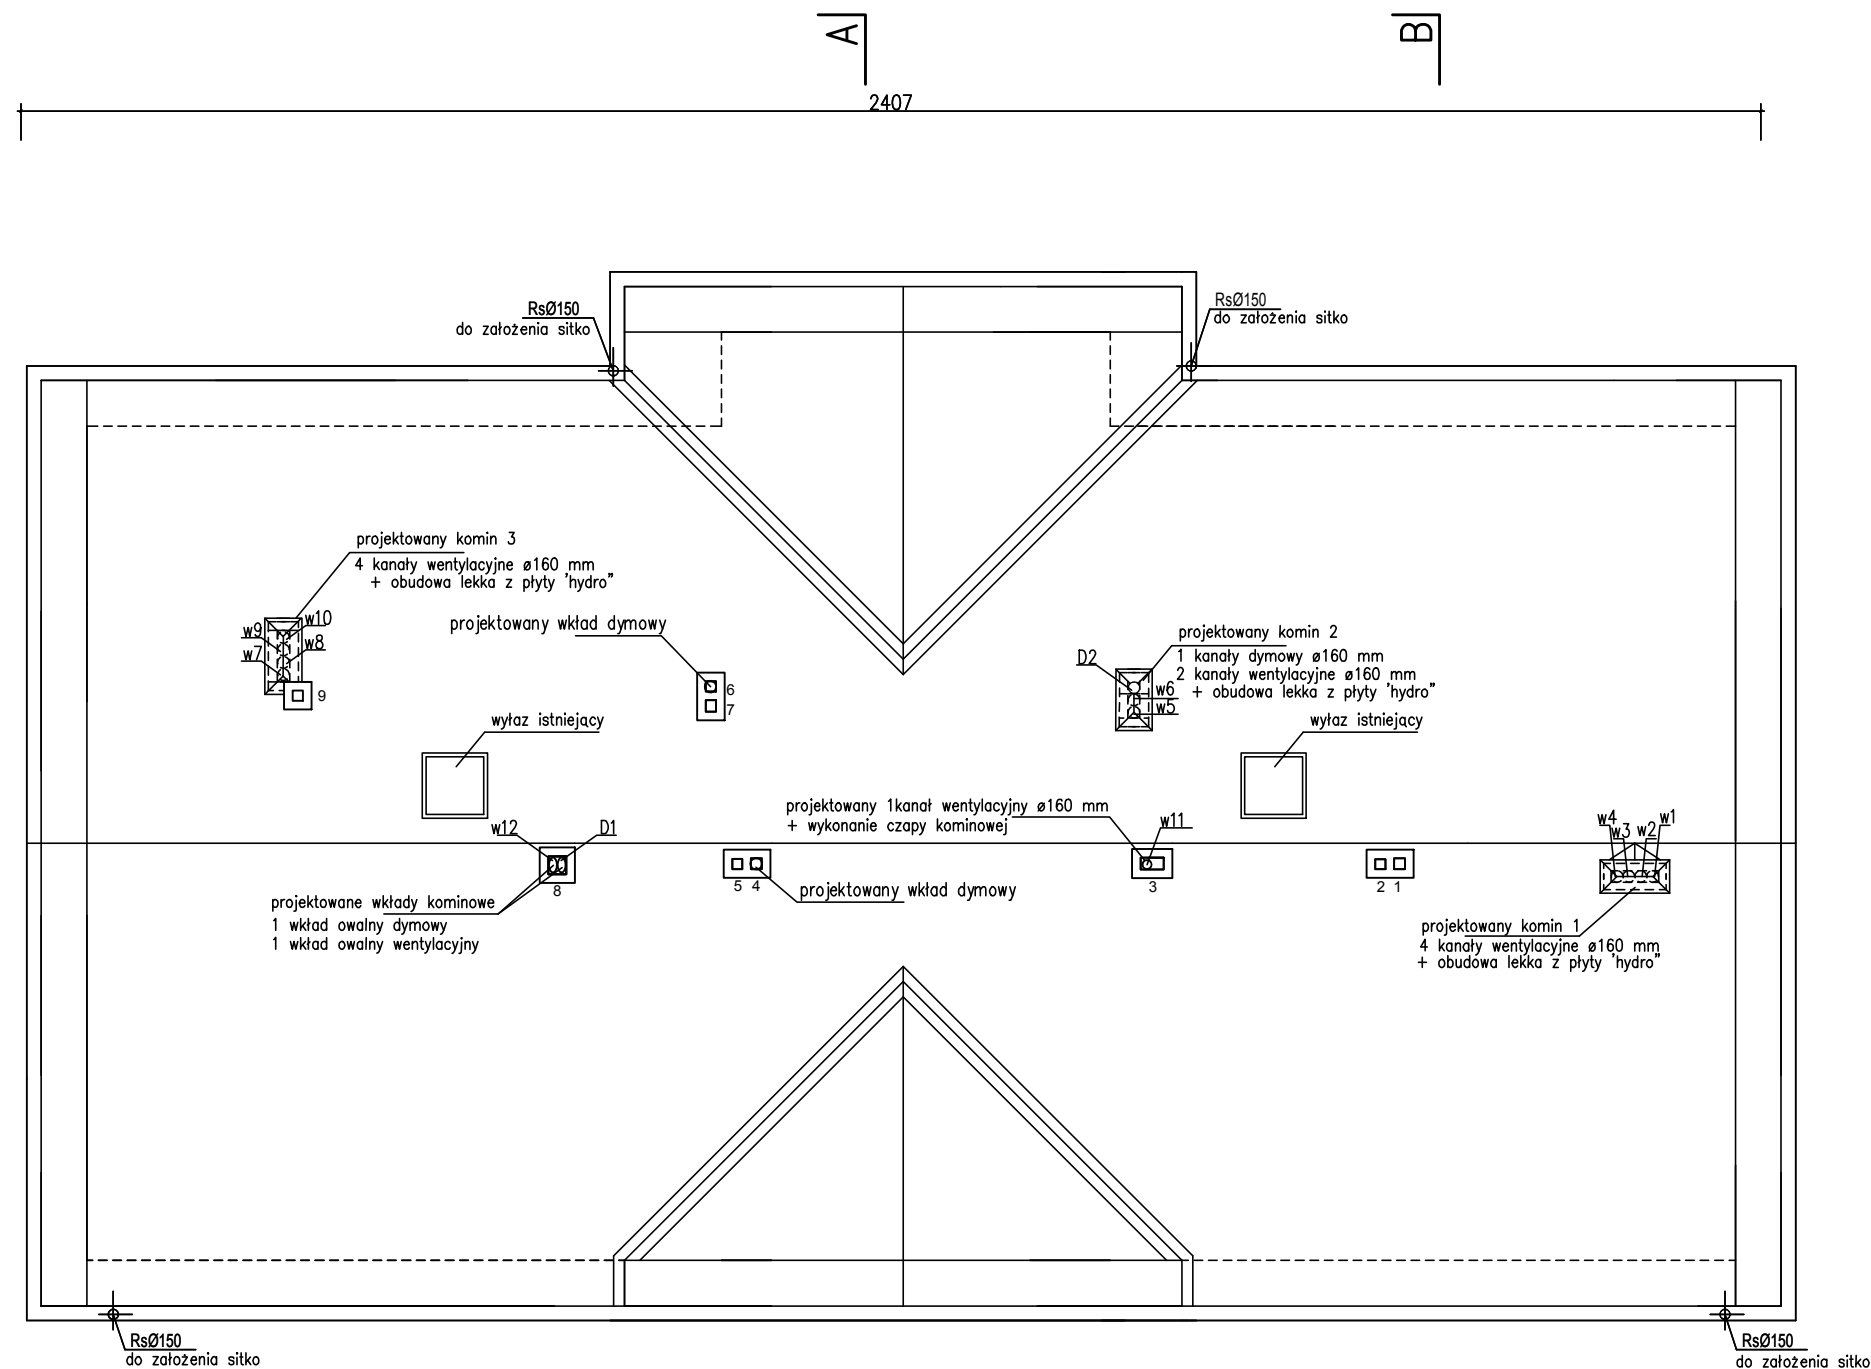 A
B
2407
RsØ150
do założenia sitko
RsØ150
do założenia sitko
projektowany komin 3
4 kanały wentylacyjne ø160 mm
+ obudowa lekka z płyty 'hydro"
w10
w9
w8
w7
9
projektowany wkład dymowy
6
7
projektowany komin 2
1 kanały dymowy ø160 mm
2 kanały wentylacyjne ø160 mm
+ obudowa lekka z płyty 'hydro"
D2
w6
w5
wyłaz istniejący
wyłaz istniejący
projektowany 1kanał wentylacyjny ø160 mm
+ wykonanie czapy kominowej
w11
3
w12
D1
8
projektowane wkłady kominowe
1 wkład owalny dymowy
1 wkład owalny wentylacyjny
5 4
projektowany wkład dymowy
2 1
w4
w3
w2
w1
projektowany komin 1
4 kanały wentylacyjne ø160 mm
+ obudowa lekka z płyty 'hydro"
RsØ150
do założenia sitko
RsØ150
do założenia sitko